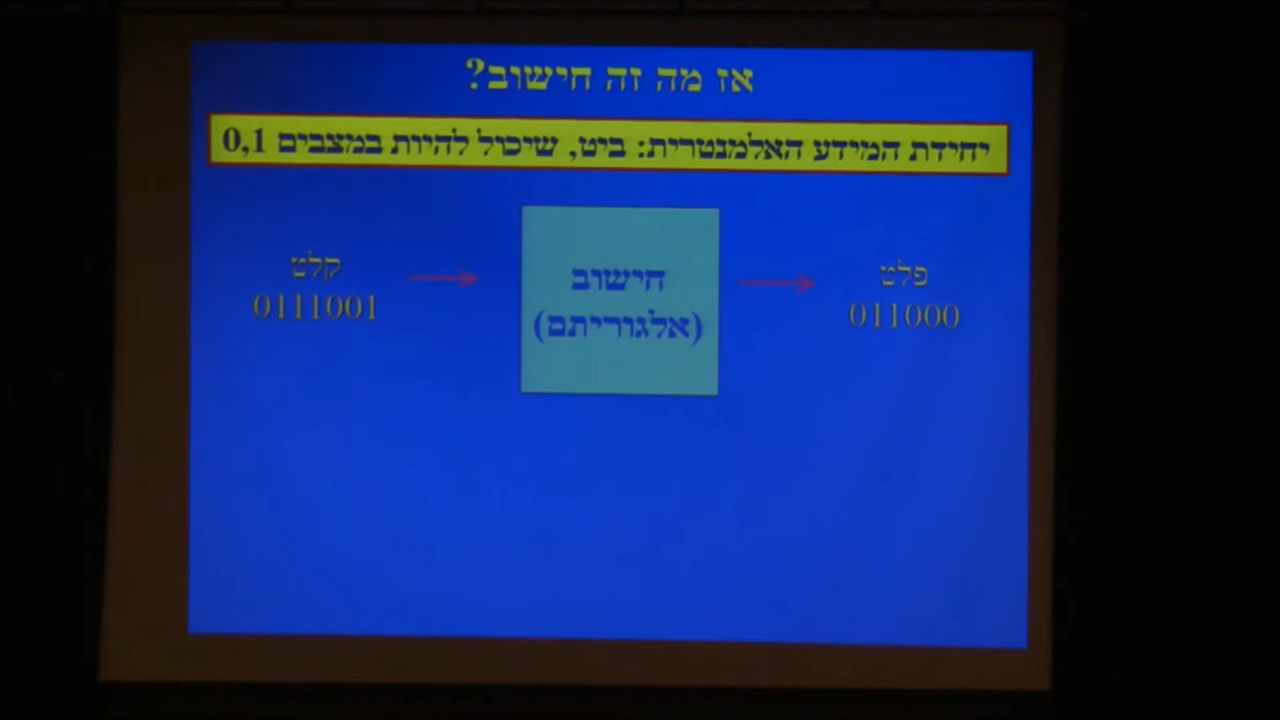 אז מה זה חישוב?
יחידת המידע האלמנטרית: ביט, שיכול להיות במצבים 0,1
קלט
0111001
חישוב
(אלגוריתם)
פלט
011000